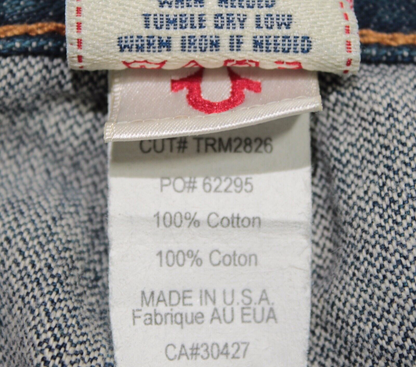 WHEN NEEDED
TUMBLE DRY LOW
WARM IRON IF NEEDED
CUT# TRM2826
PO# 62295
100% Cotton
100% Coton
MADE IN U.S.A.
Fabrique AU EUA
CA#30427